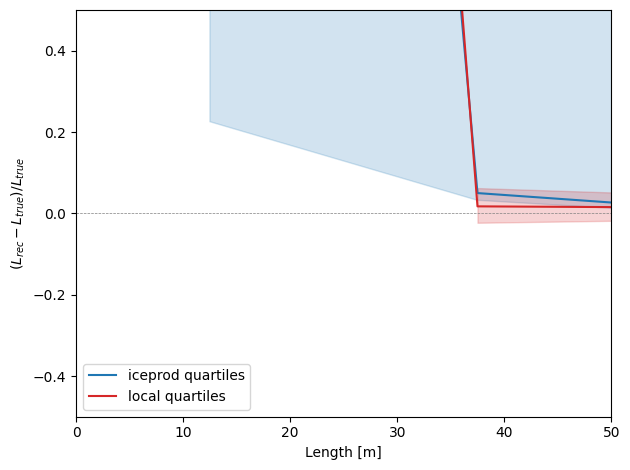 0.4
0.2
0.0
−0.2
−0.4
(L_rec − L_true)/L_true
iceprod quartiles
local quartiles
0 10 20 30 40 50
Length [m]